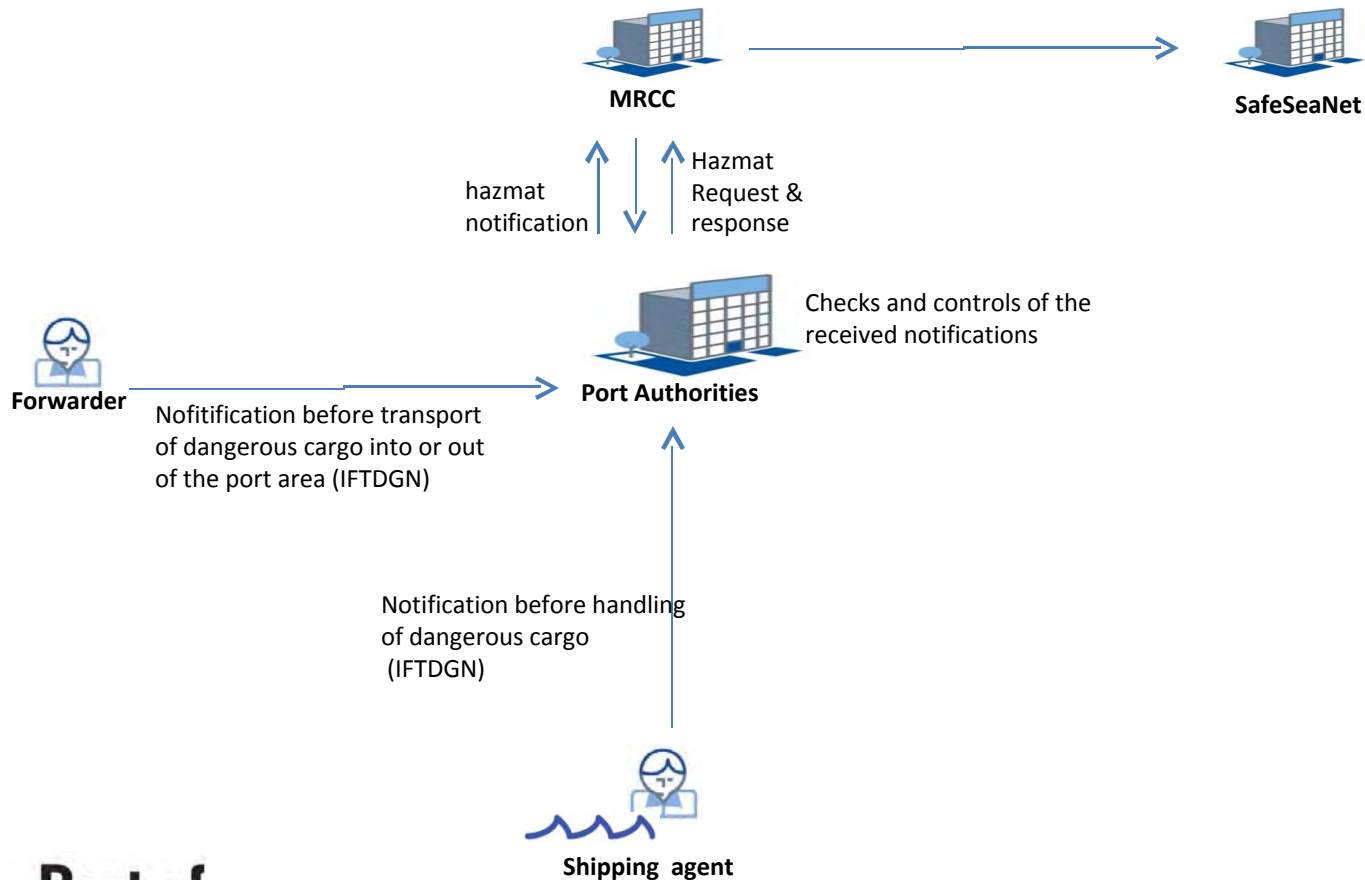 MRCC
SafeSeaNet
hazmat
notification
Hazmat
Request &
response
Checks and controls of the
received notifications
Port Authorities
Forwarder
Nofitification before transport
of dangerous cargo into or out
of the port area (IFTDGN)
Notification before handling
of dangerous cargo
(IFTDGN)
Shipping agent
Port of